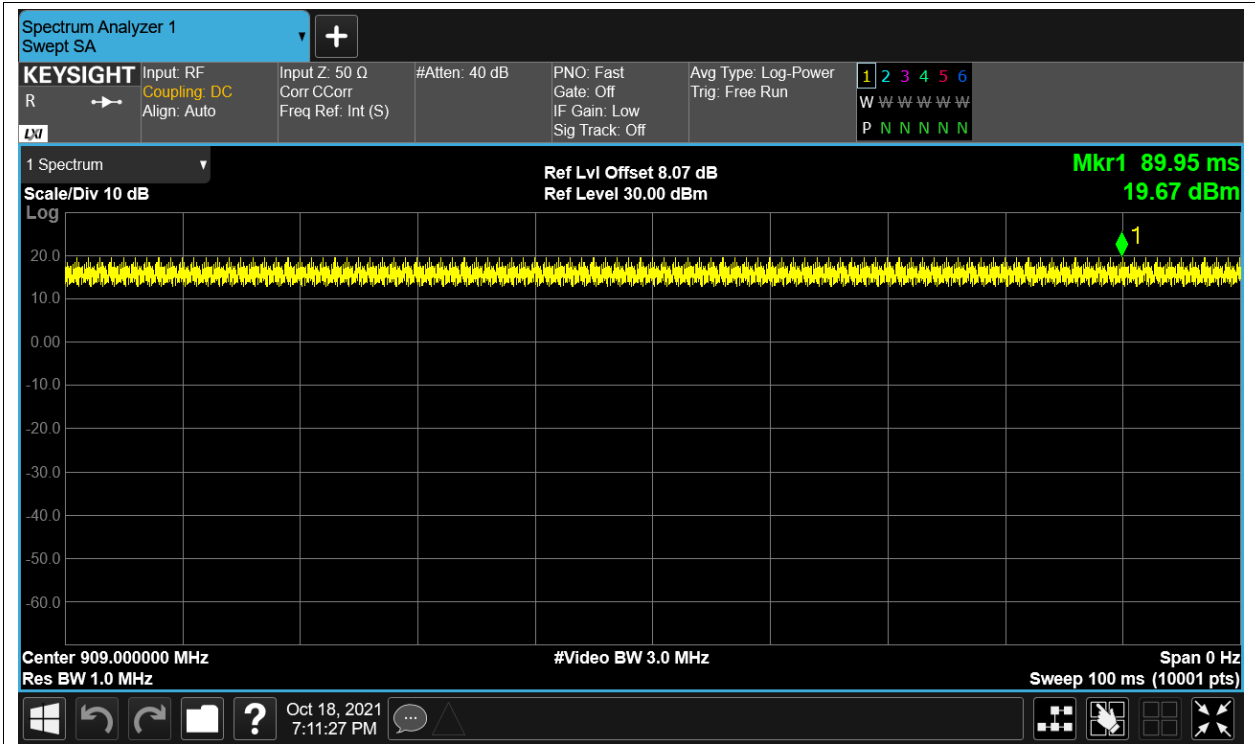 Spectrum Analyzer 1
Swept SA
KEYSIGHT
R
LXI
Input: RF
Coupling: DC
Align: Auto
Input Z: 50 Ω
Corr CCorr
Freq Ref: Int (S)
#Atten: 40 dB
PNO: Fast
Gate: Off
IF Gain: Low
Sig Track: Off
Avg Type: Log-Power
Trig: Free Run
1 2 3 4 5 6
W W W W W W
P N N N N N
1 Spectrum
Scale/Div 10 dB
Log
Ref Lvl Offset 8.07 dB
Ref Level 30.00 dBm
Mkr1 89.95 ms
19.67 dBm
1
20.0
10.0
0.00
-10.0
-20.0
-30.0
-40.0
-50.0
-60.0
Center 909.000000 MHz
Res BW 1.0 MHz
#Video BW 3.0 MHz
Span 0 Hz
Sweep 100 ms (10001 pts)
?
Oct 18, 2021
7:11:27 PM